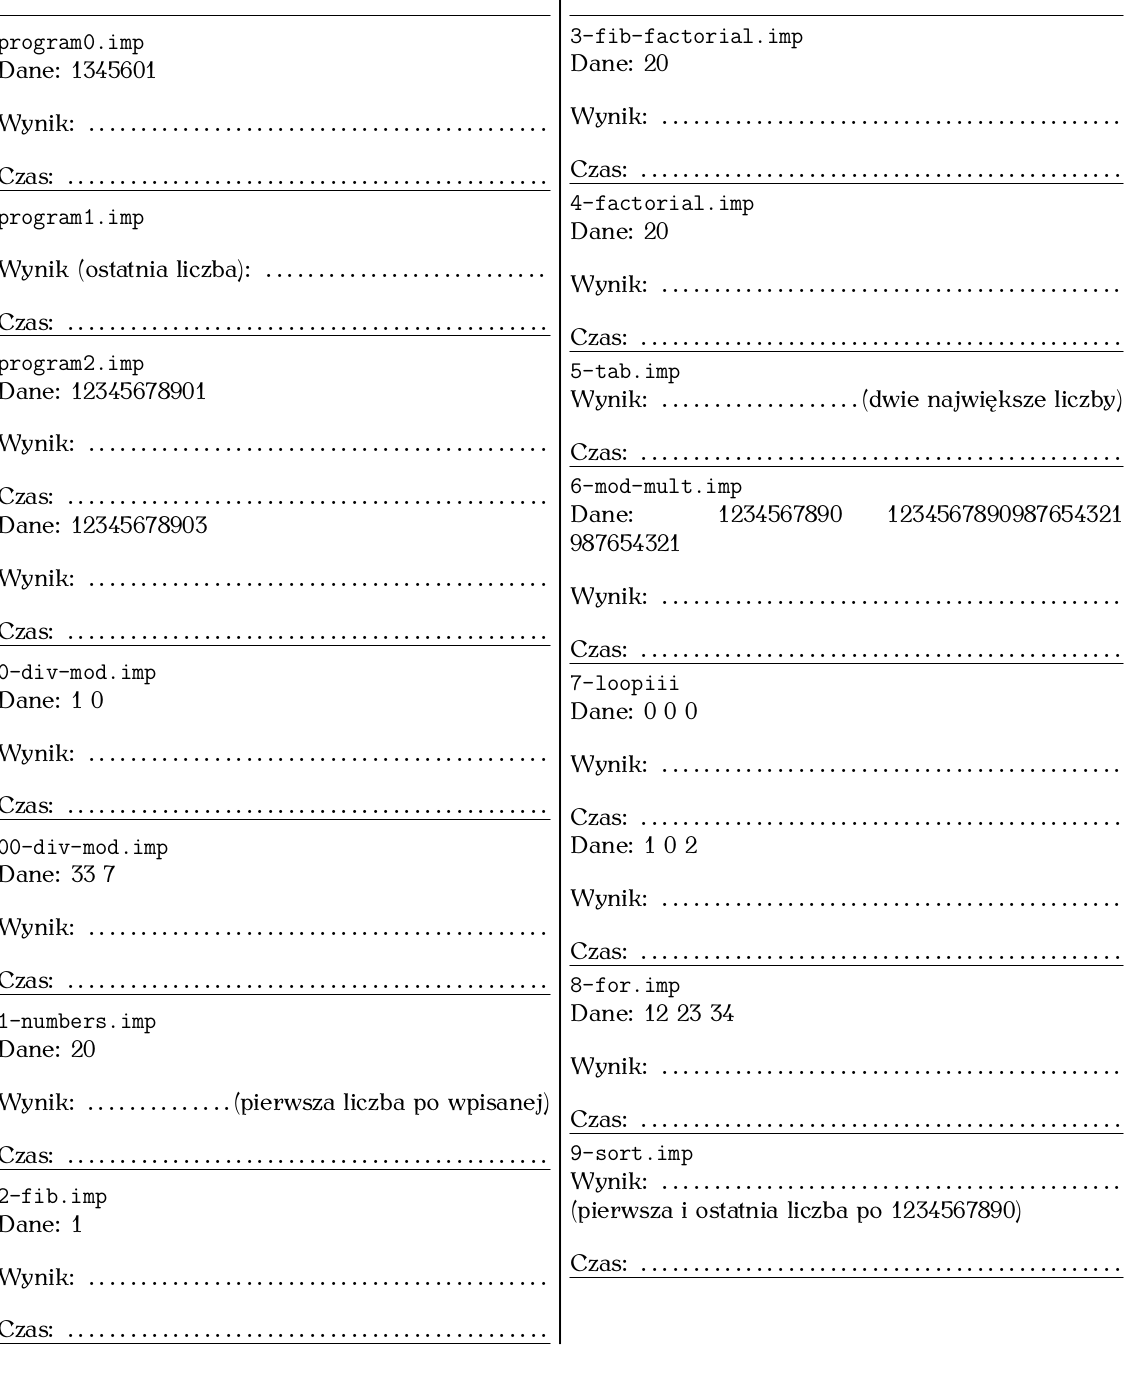 program0.imp
Dane: 1345601
Wynik: ............................................
Czas: ..............................................
program1.imp
Wynik (ostatnia liczba): ...........................
Czas: ..............................................
program2.imp
Dane: 12345678901
Wynik: ............................................
Czas: ..............................................
Dane: 12345678903
Wynik: ............................................
Czas: ..............................................
0-div-mod.imp
Dane: 1 0
Wynik: ............................................
Czas: ..............................................
00-div-mod.imp
Dane: 33 7
Wynik: ............................................
Czas: ..............................................
1-numbers.imp
Dane: 20
Wynik: ..............(pierwsza liczba po wpisanej)
Czas: ..............................................
2-fib.imp
Dane: 1
Wynik: ............................................
Czas: ..............................................
3-fib-factorial.imp
Dane: 20
Wynik: ............................................
Czas: ..............................................
4-factorial.imp
Dane: 20
Wynik: ............................................
Czas: ..............................................
5-tab.imp
Wynik: ...................(dwie największe liczby)
Czas: ..............................................
6-mod-mult.imp
Dane: 1234567890 1234567890987654321
987654321
Wynik: ............................................
Czas: ..............................................
7-loopiii
Dane: 0 0 0
Wynik: ............................................
Czas: ..............................................
Dane: 1 0 2
Wynik: ............................................
Czas: ..............................................
8-for.imp
Dane: 12 23 34
Wynik: ............................................
Czas: ..............................................
9-sort.imp
Wynik: ............................................
(pierwsza i ostatnia liczba po 1234567890)
Czas: ..............................................